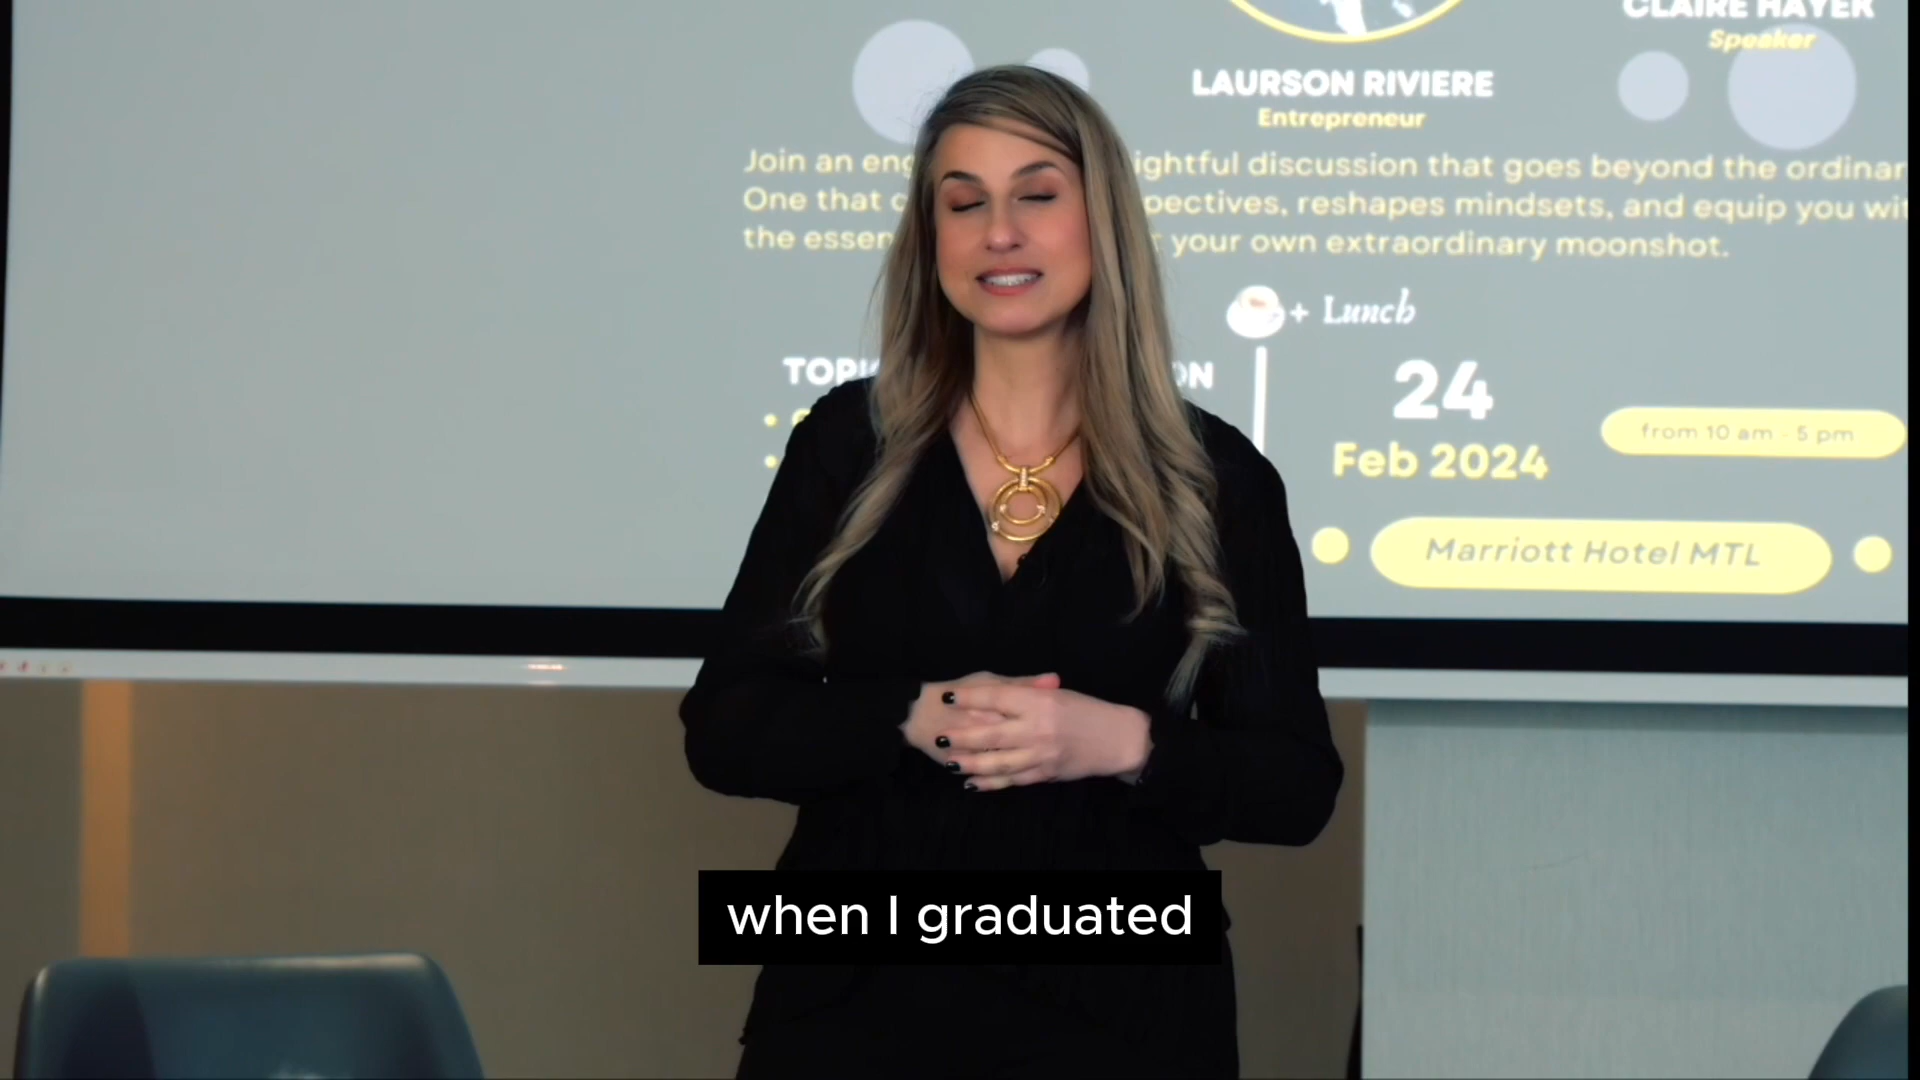 CLAIRE HAYEK
Speaker
LAURSON RIVIERE
Entrepreneur
Join an ightful discussion that goes beyond the ordinar
One that pectives, reshapes mindsets, and equip you wit
the essen your own extraordinary moonshot.
+ Lunch
TOPI ON
24
Feb 2024
from 10 am - 5 pm
Marriott Hotel MTL
when I graduated